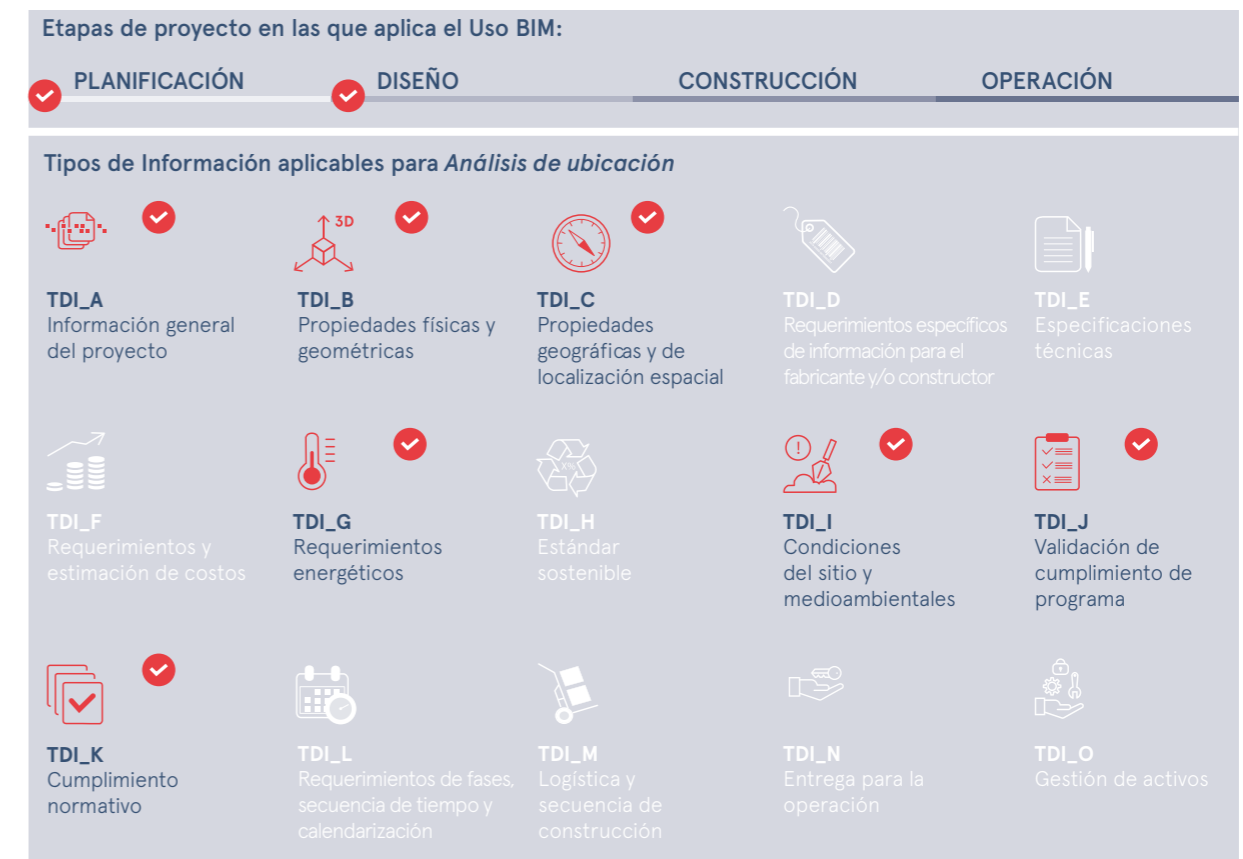 Etapas de proyecto en las que aplica el Uso BIM:
PLANIFICACIÓN
DISEÑO
CONSTRUCCIÓN
OPERACIÓN
Tipos de Información aplicables para Análisis de ubicación
TDI_A
Información general
del proyecto
3D
TDI_B
Propiedades físicas y
geométricas
TDI_C
Propiedades
geográficas y de
localización espacial
TDI_D
Requerimientos específicos
de información para el
fabricante y/o constructor
TDI_E
Especificaciones
técnicas
TDI_F
Requerimientos y
estimación de costos
TDI_G
Requerimientos
energéticos
X%
TDI_H
Estándar
sostenible
TDI_I
Condiciones
del sitio y
medioambientales
TDI_J
Validación de
cumplimiento de
programa
TDI_K
Cumplimiento
normativo
TDI_L
Requerimientos de fases,
secuencia de tiempo y
calendarización
TDI_M
Logística y
secuencia de
construcción
TDI_N
Entrega para la
operación
TDI_O
Gestión de activos